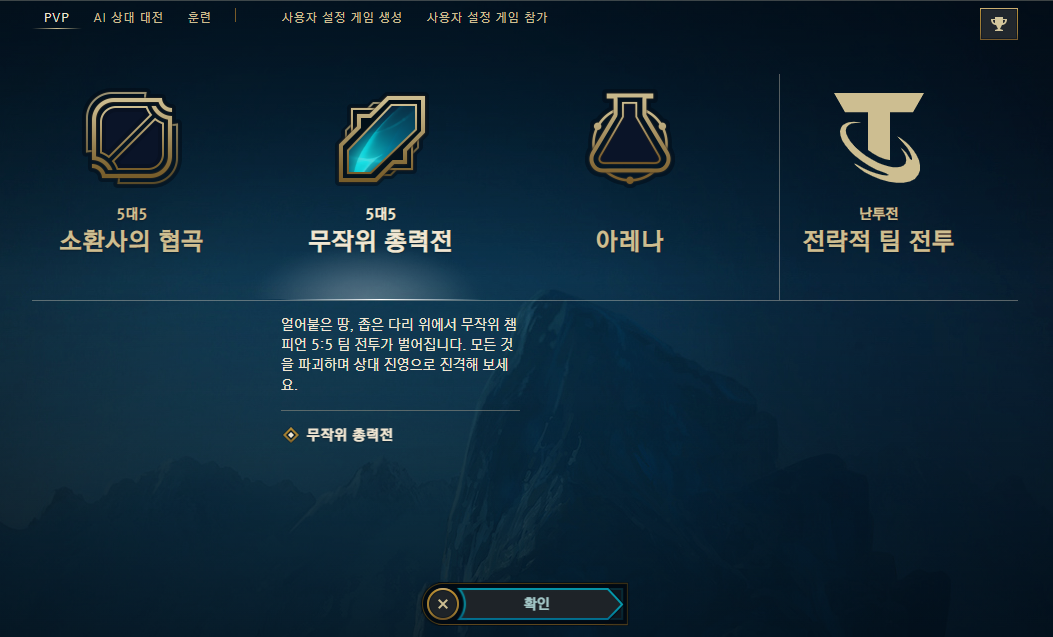 PVP AI 상대 대전 훈련 사용자 설정 게임 생성 사용자 설정 게임 참가
5대5
소환사의 협곡
5대5
무작위 총력전
아레나
난투전
전략적 팀 전투
얼어붙은 땅, 좁은 다리 위에서 무작위 챔
피언 5:5 팀 전투가 벌어집니다. 모든 것
을 파괴하며 상대 진영으로 진격해 보세
요.
무작위 총력전
확인